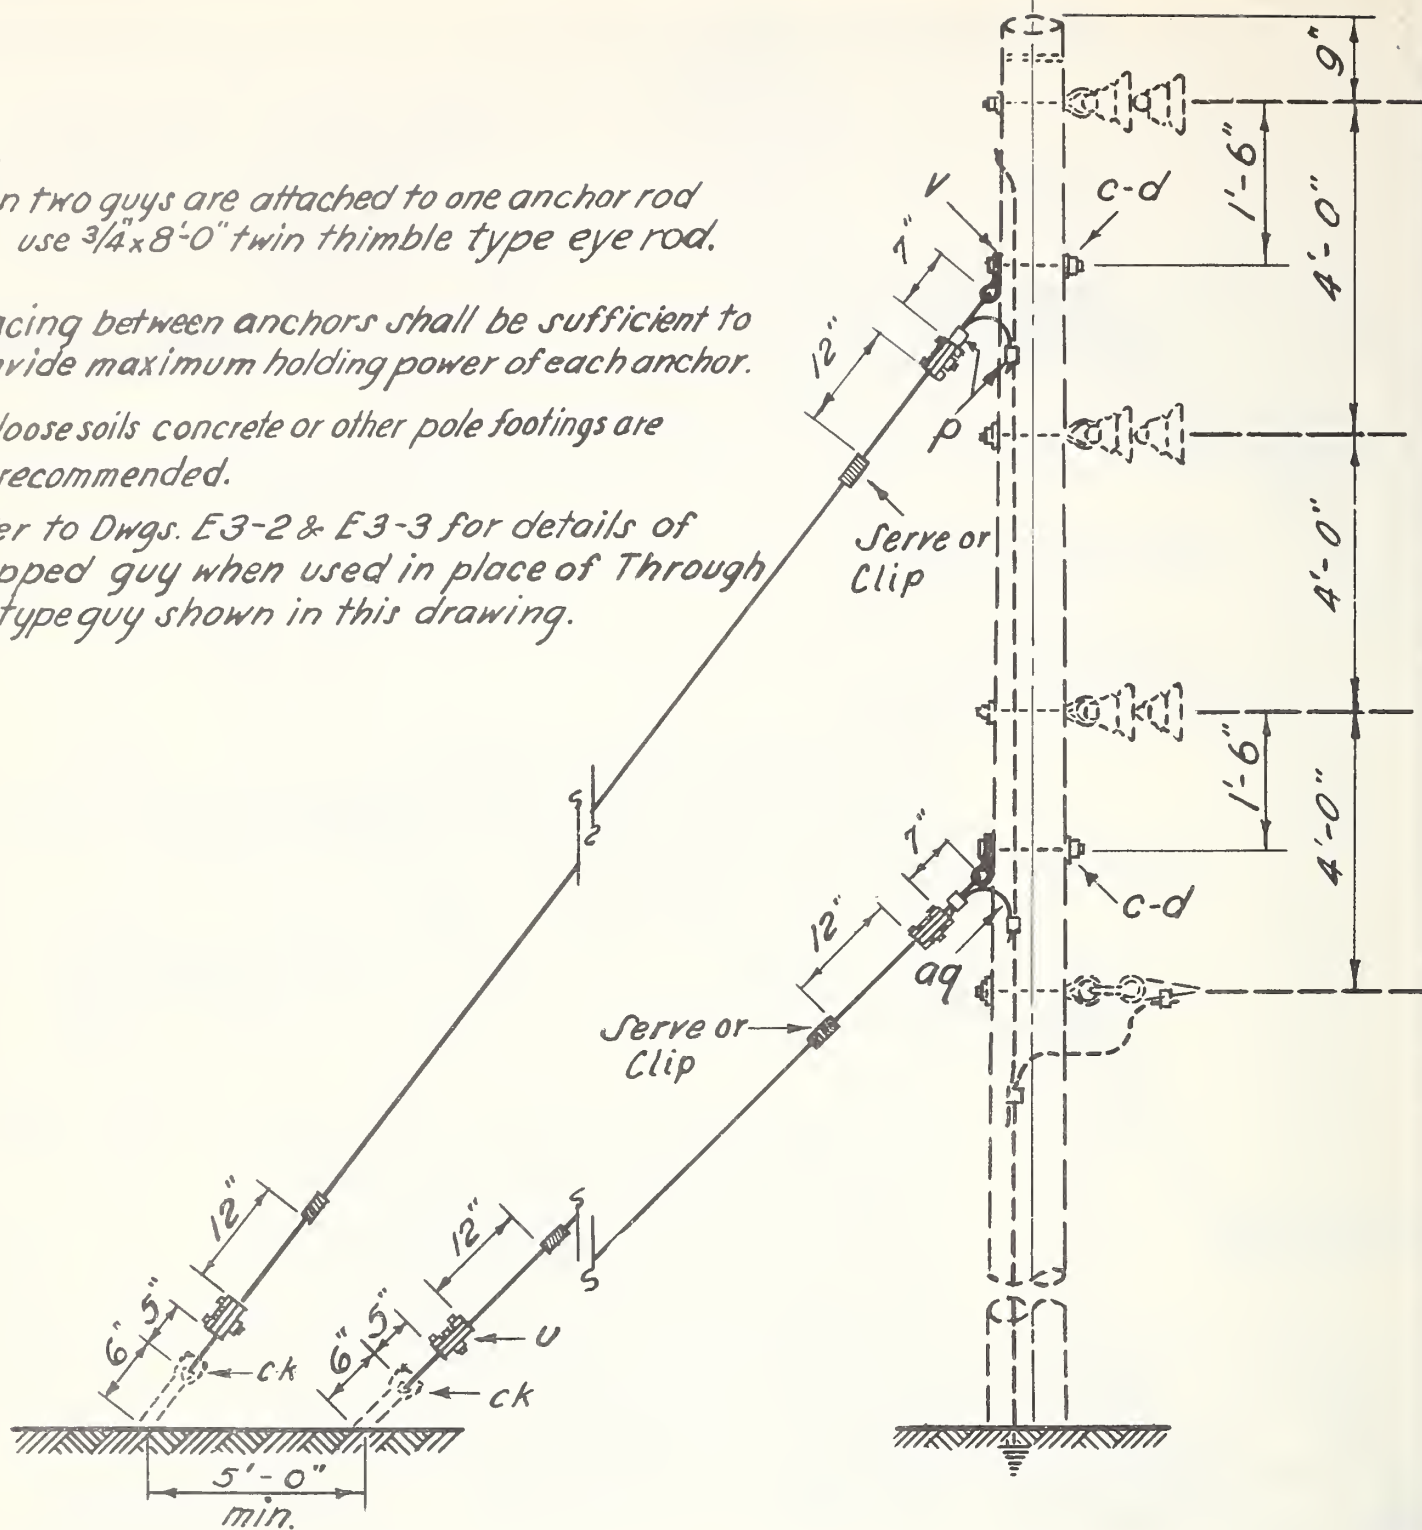 n two guys are attached to one anchor rod
use 3/4"x8'-0" twin thimble type eye rod.
acing between anchors shall be sufficient to
ovide maximum holding power of each anchor.
loose soils concrete or other pole footings are
recommended.
er to Dwgs. E3-2 & E3-3 for details of
pped guy when used in place of Through
type guy shown in this drawing.
9"
1'-6"
4'-0"
c-d
v
7"
12"
p
Serve or
Clip
4'-0"
1'-6"
4'-0"
c-d
7"
12"
aq
Serve or
Clip
12"
5"
6"
ck
12"
5"
6"
u
ck
5'-0"
min.